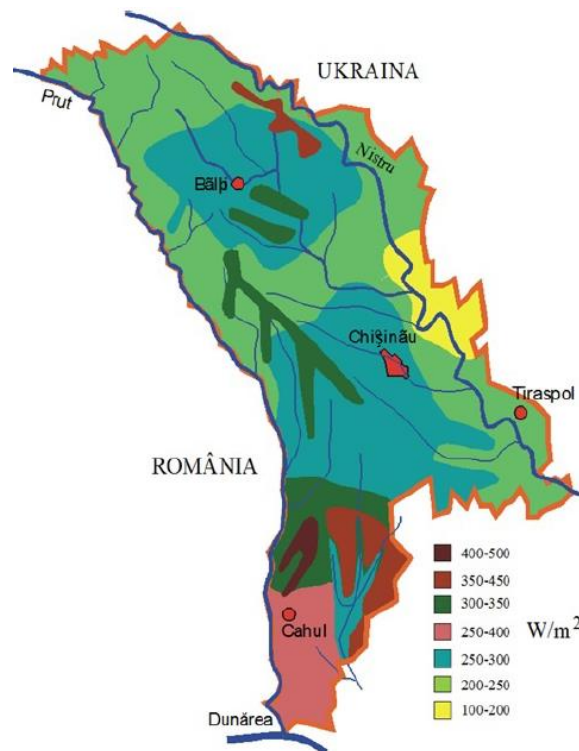 UKRAINA
Prut
Nistru
Bălþi
Chişinău
Tiraspol
ROMÂNIA
Cahul
Dunărea
400-500
350-450
300-350
250-400
250-300
200-250
100-200
W/m²